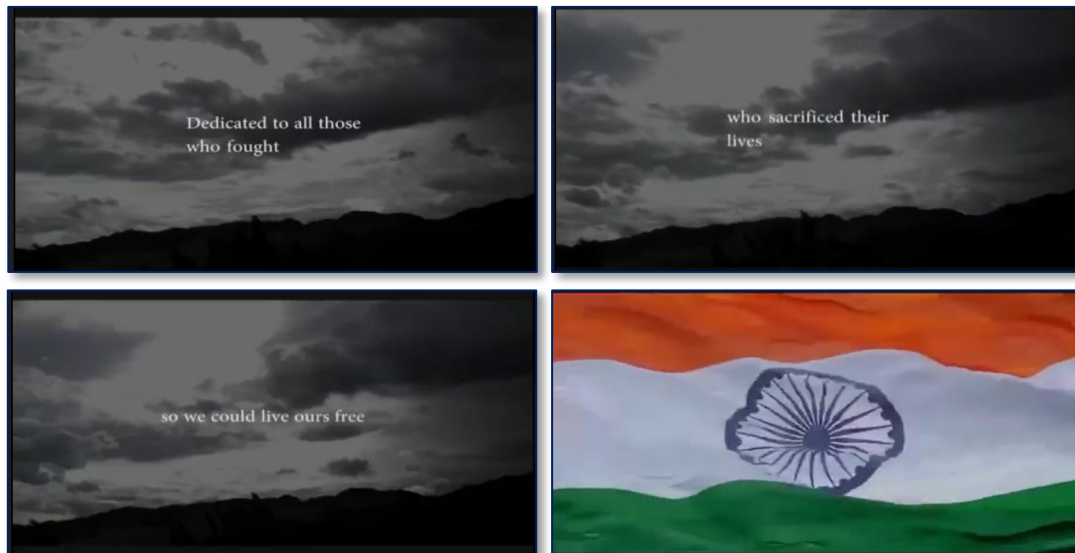 Dedicated to all those
who fought
who sacrificed their
lives
so we could live ours free